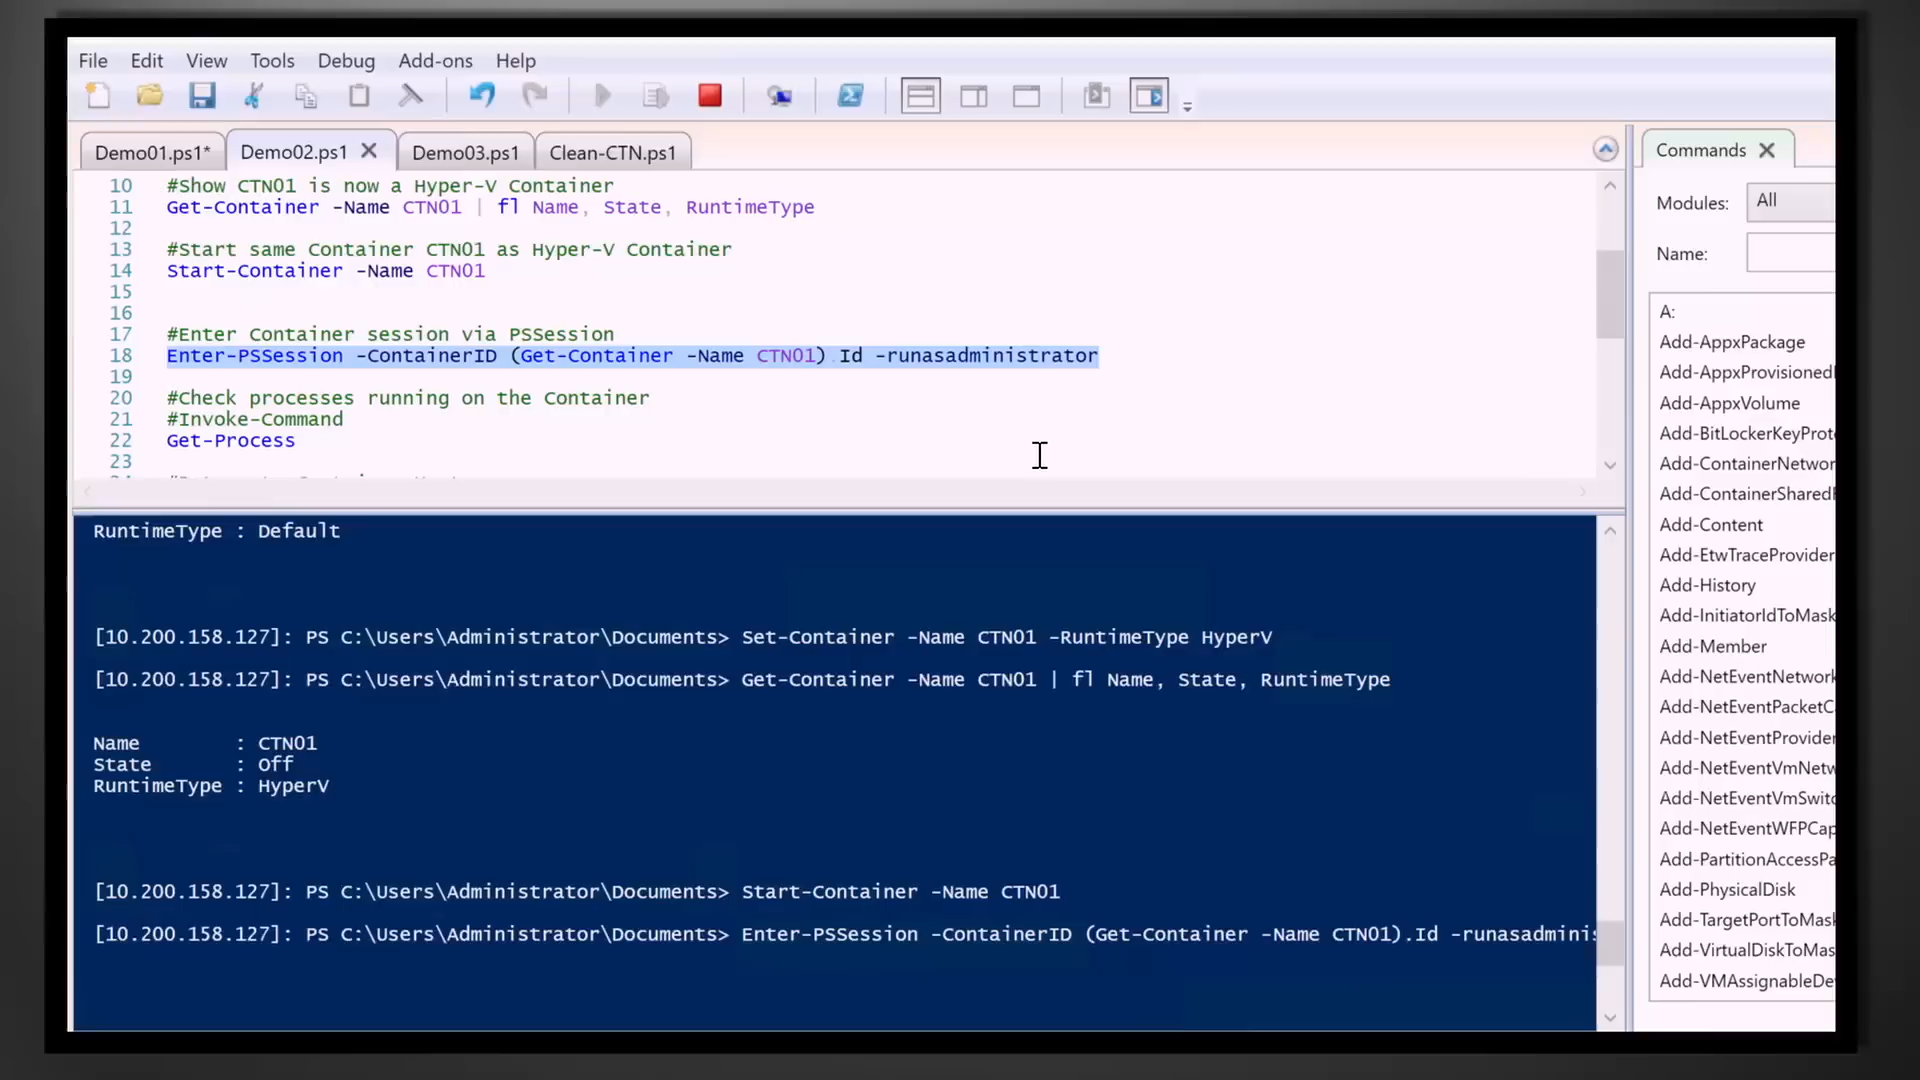 File Edit View Tools Debug Add-ons Help
Demo01.ps1* Demo02.ps1 Demo03.ps1 Clean-CTN.ps1
10 #Show CTN01 is now a Hyper-V Container
11 Get-Container -Name CTN01 | fl Name, State, RuntimeType
12
13 #Start same Container CTN01 as Hyper-V Container
14 Start-Container -Name CTN01
15
16
17 #Enter Container session via PSSession
18 Enter-PSSession -ContainerID (Get-Container -Name CTN01).Id -runasadministrator
19
20 #Check processes running on the Container
21 #Invoke-Command
22 Get-Process
23
RuntimeType : Default
[10.200.158.127]: PS C:\Users\Administrator\Documents> Set-Container -Name CTN01 -RuntimeType HyperV
[10.200.158.127]: PS C:\Users\Administrator\Documents> Get-Container -Name CTN01 | fl Name, State, RuntimeType
Name : CTN01
State : Off
RuntimeType : HyperV
[10.200.158.127]: PS C:\Users\Administrator\Documents> Start-Container -Name CTN01
[10.200.158.127]: PS C:\Users\Administrator\Documents> Enter-PSSession -ContainerID (Get-Container -Name CTN01).Id -runasadminis
Commands
Modules: All
Name:
A:
Add-AppxPackage
Add-AppxProvisioned
Add-AppxVolume
Add-BitLockerKeyProte
Add-ContainerNetwor
Add-ContainerShared
Add-Content
Add-EtwTraceProvider
Add-History
Add-InitiatorIdToMask
Add-Member
Add-NetEventNetwork
Add-NetEventPacketCa
Add-NetEventProvider
Add-NetEventVmNetw
Add-NetEventVmSwitc
Add-NetEventWFPCap
Add-PartitionAccessPa
Add-PhysicalDisk
Add-TargetPortToMask
Add-VirtualDiskToMas
Add-VMAssignableDe